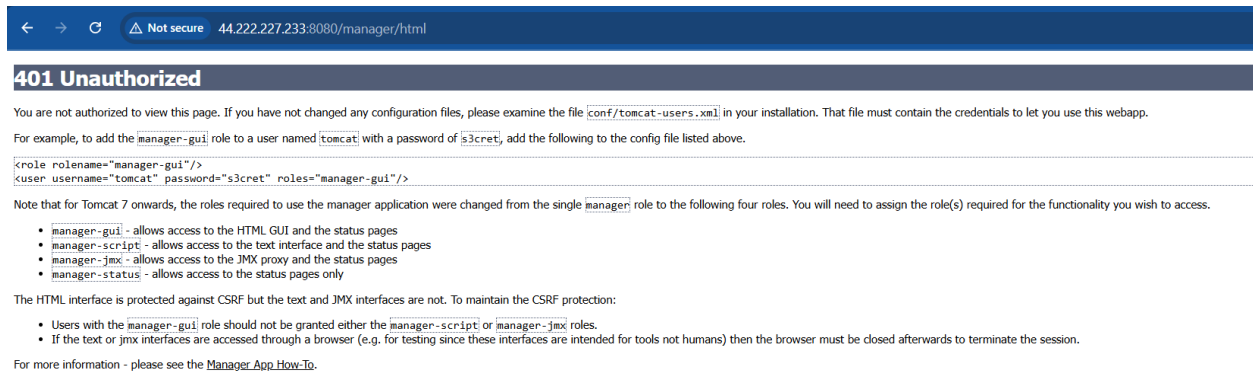 Not secure 44.222.227.233:8080/manager/html
401 Unauthorized
You are not authorized to view this page. If you have not changed any configuration files, please examine the file conf/tomcat-users.xml in your installation. That file must contain the credentials to let you use this webapp.
For example, to add the manager-gui role to a user named tomcat with a password of s3cret, add the following to the config file listed above.
<role rolename="manager-gui"/>
<user username="tomcat" password="s3cret" roles="manager-gui"/>
Note that for Tomcat 7 onwards, the roles required to use the manager application were changed from the single manager role to the following four roles. You will need to assign the role(s) required for the functionality you wish to access.
• manager-gui - allows access to the HTML GUI and the status pages
• manager-script - allows access to the text interface and the status pages
• manager-jmx - allows access to the JMX proxy and the status pages
• manager-status - allows access to the status pages only
The HTML interface is protected against CSRF but the text and JMX interfaces are not. To maintain the CSRF protection:
• Users with the manager-gui role should not be granted either the manager-script or manager-jmx roles.
• If the text or jmx interfaces are accessed through a browser (e.g. for testing since these interfaces are intended for tools not humans) then the browser must be closed afterwards to terminate the session.
For more information - please see the Manager App How-To.